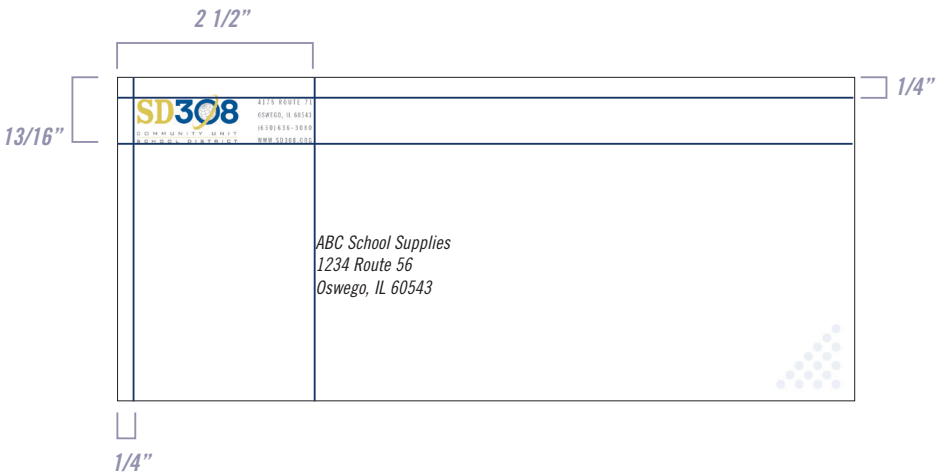 2 1/2”
1/4”
13/16”
SD308
COMMUNITY UNIT
SCHOOL DISTRICT
4175 ROUTE 71
OSWEGO, IL 60543
(630)636-3080
WWW.SD308.ORG
ABC School Supplies
1234 Route 56
Oswego, IL 60543
1/4”